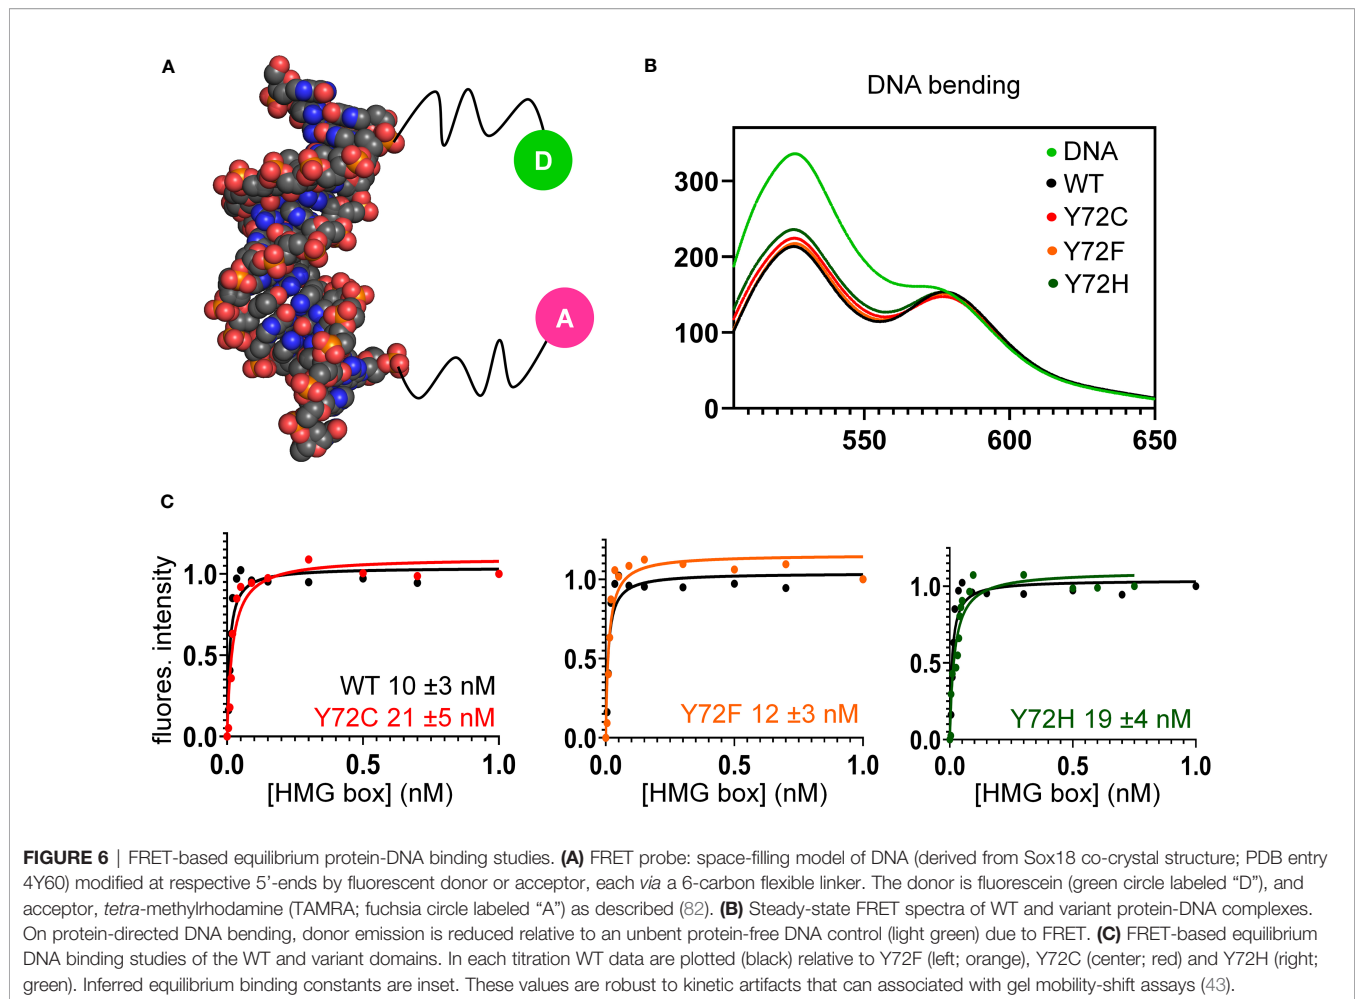 A
D
A
B
DNA bending
DNA
WT
Y72C
Y72F
Y72H
300
200
100
0
550
600
650
C
fluores. intensity
1.0
0.5
0.0
WT 10 ±3 nM
Y72C 21 ±5 nM
0.0
0.5
1.0
[HMG box] (nM)
1.0
0.5
0.0
Y72F 12 ±3 nM
0.0
0.5
1.0
[HMG box] (nM)
1.0
0.5
0.0
Y72H 19 ±4 nM
0.0
0.5
1.0
[HMG box] (nM)
FIGURE 6 | FRET-based equilibrium protein-DNA binding studies. (A) FRET probe: space-filling model of DNA (derived from Sox18 co-crystal structure; PDB entry
4Y60) modified at respective 5’-ends by fluorescent donor or acceptor, each via a 6-carbon flexible linker. The donor is fluorescein (green circle labeled “D”), and
acceptor, tetra-methylrhodamine (TAMRA; fuchsia circle labeled “A”) as described (82). (B) Steady-state FRET spectra of WT and variant protein-DNA complexes.
On protein-directed DNA bending, donor emission is reduced relative to an unbent protein-free DNA control (light green) due to FRET. (C) FRET-based equilibrium
DNA binding studies of the WT and variant domains. In each titration WT data are plotted (black) relative to Y72F (left; orange), Y72C (center; red) and Y72H (right;
green). Inferred equilibrium binding constants are inset. These values are robust to kinetic artifacts that can associated with gel mobility-shift assays (43).